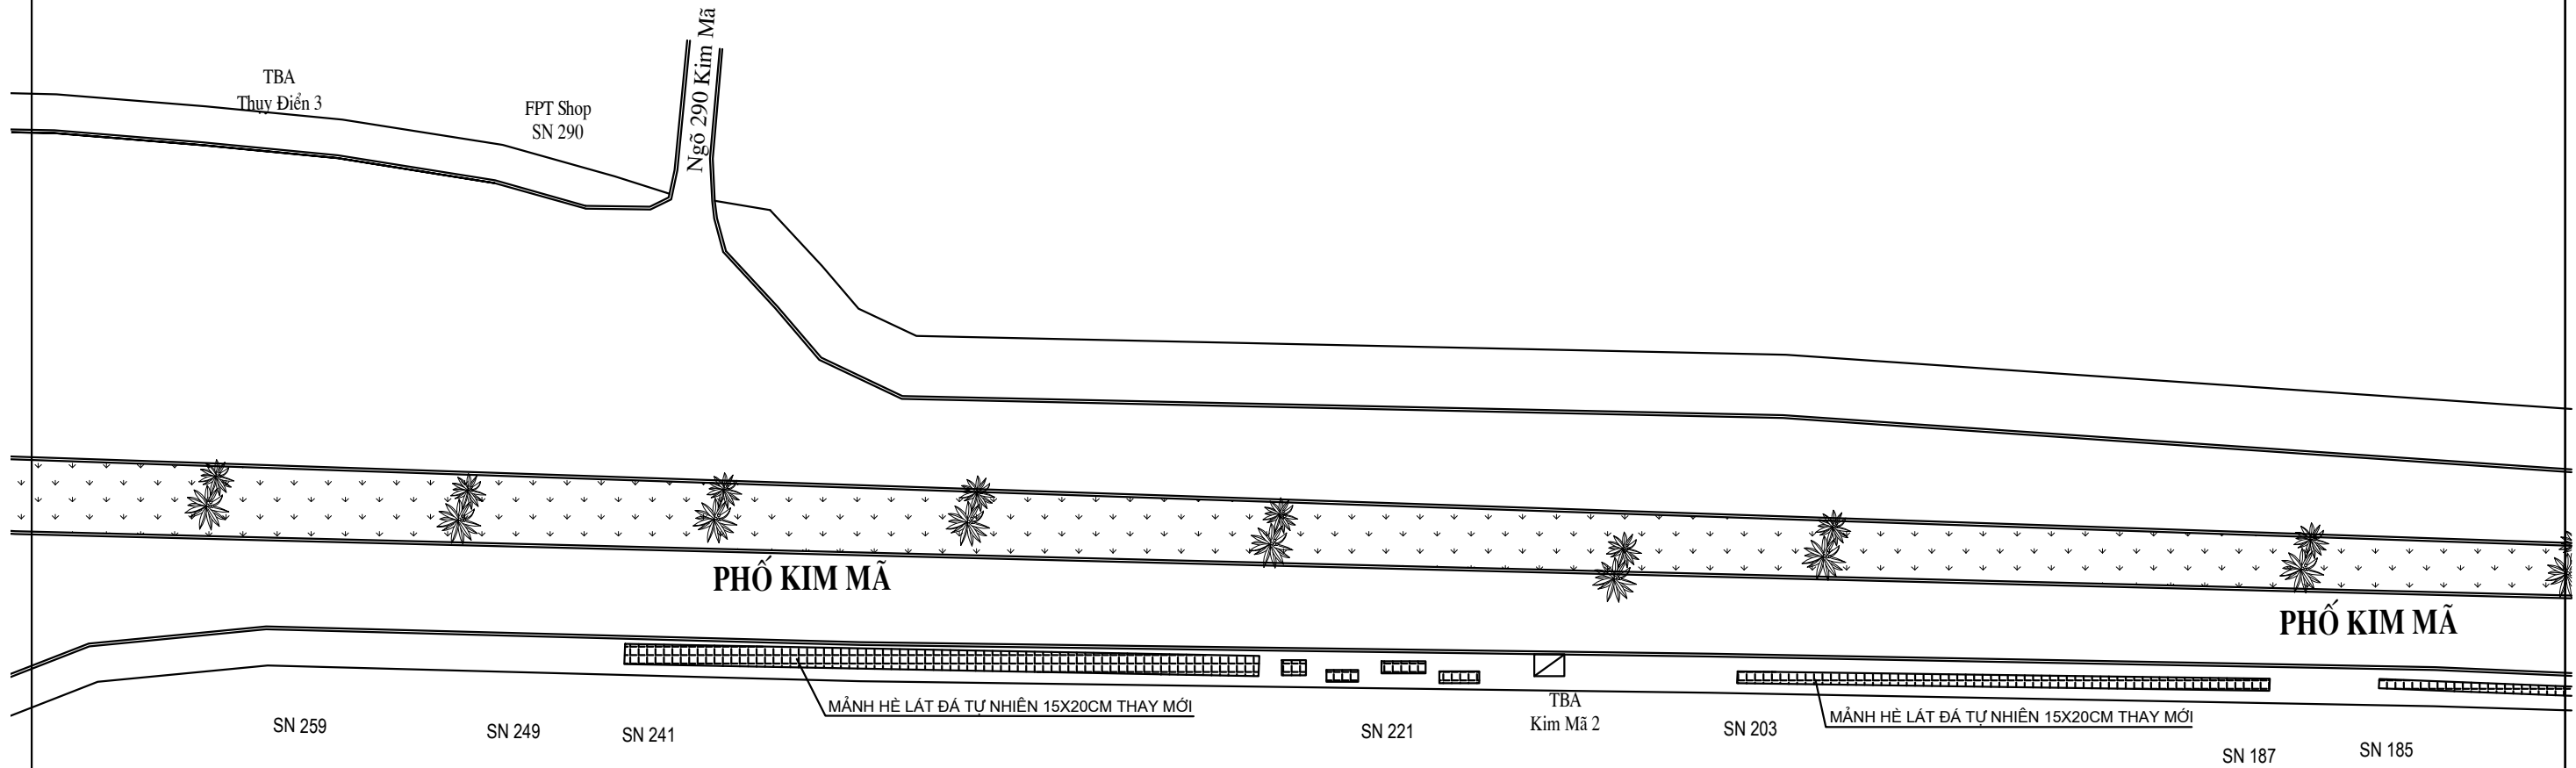 Ngõ 290 Kim Mã
TBA
Thụy Điển 3
FPT Shop
SN 290
PHỐ KIM MÃ
PHỐ KIM MÃ
MẢNH HÈ LÁT ĐÁ TỰ NHIÊN 15X20CM THAY MỚI
TBA
Kim Mã 2
MẢNH HÈ LÁT ĐÁ TỰ NHIÊN 15X20CM THAY MỚI
SN 259
SN 249
SN 241
SN 221
SN 203
SN 187
SN 185